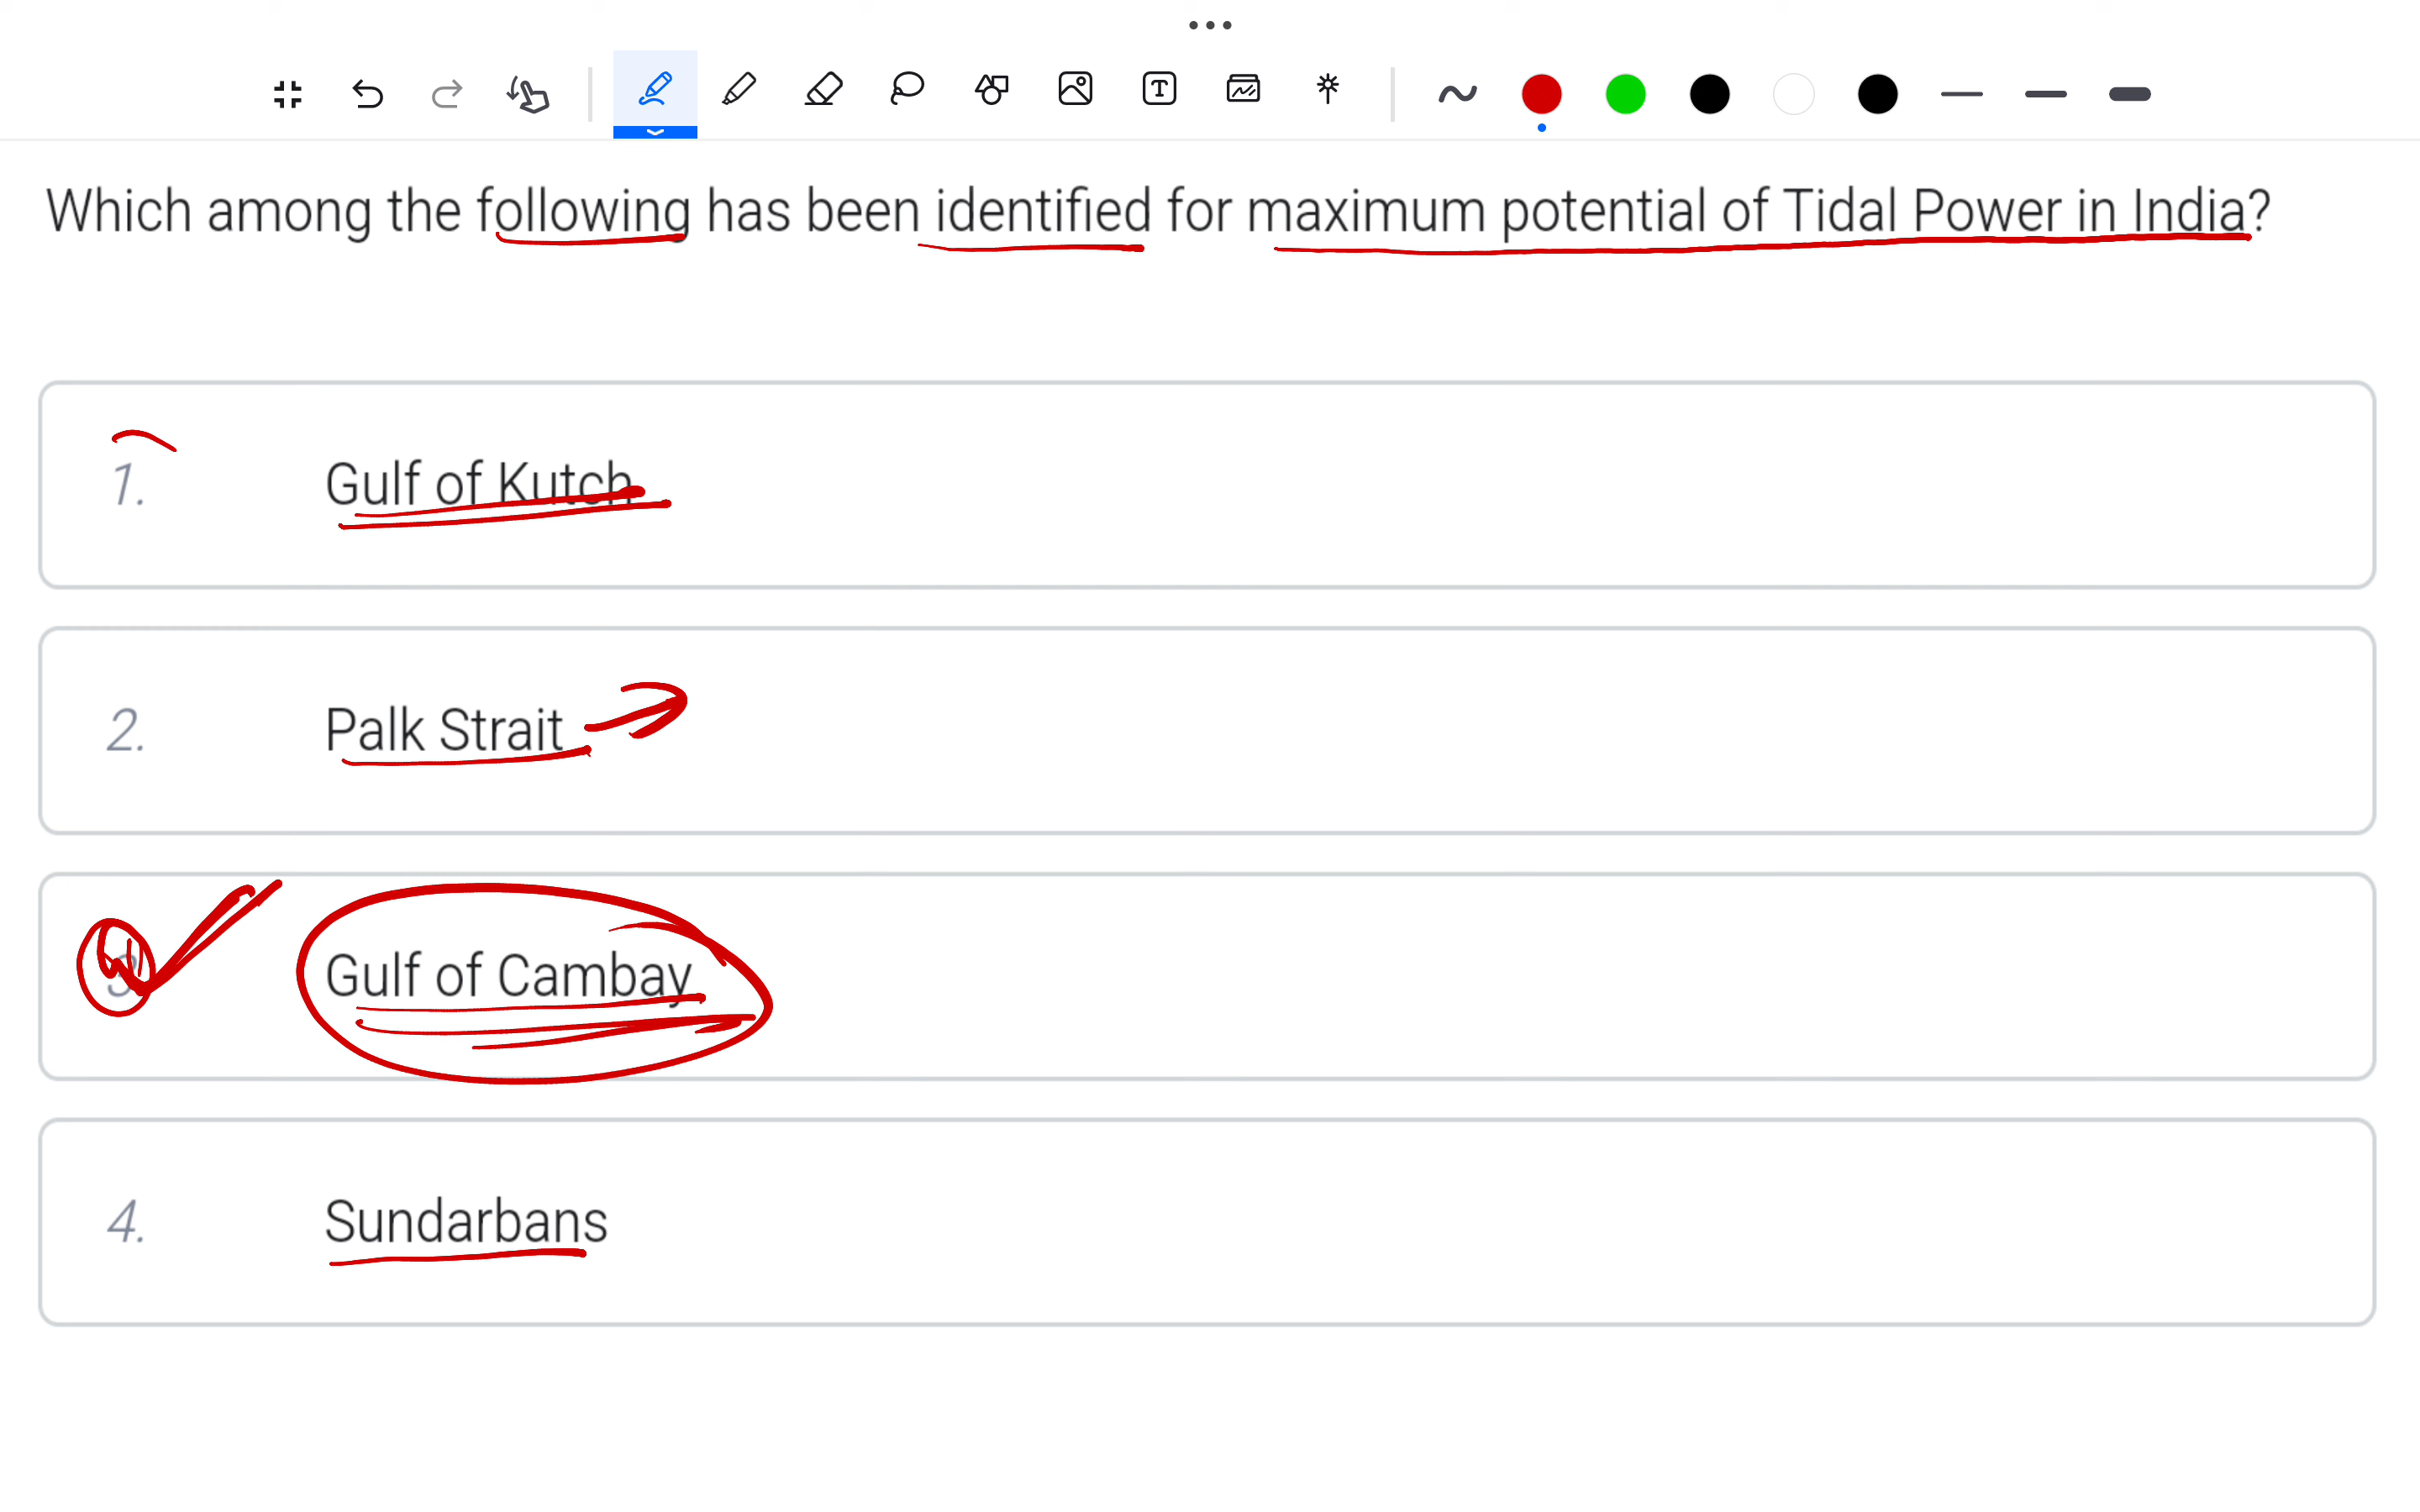 Which among the following has been identified for maximum potential of Tidal Power in India?
1. Gulf of Kutch
2. Palk Strait
3 Gulf of Cambay
4. Sundarbans